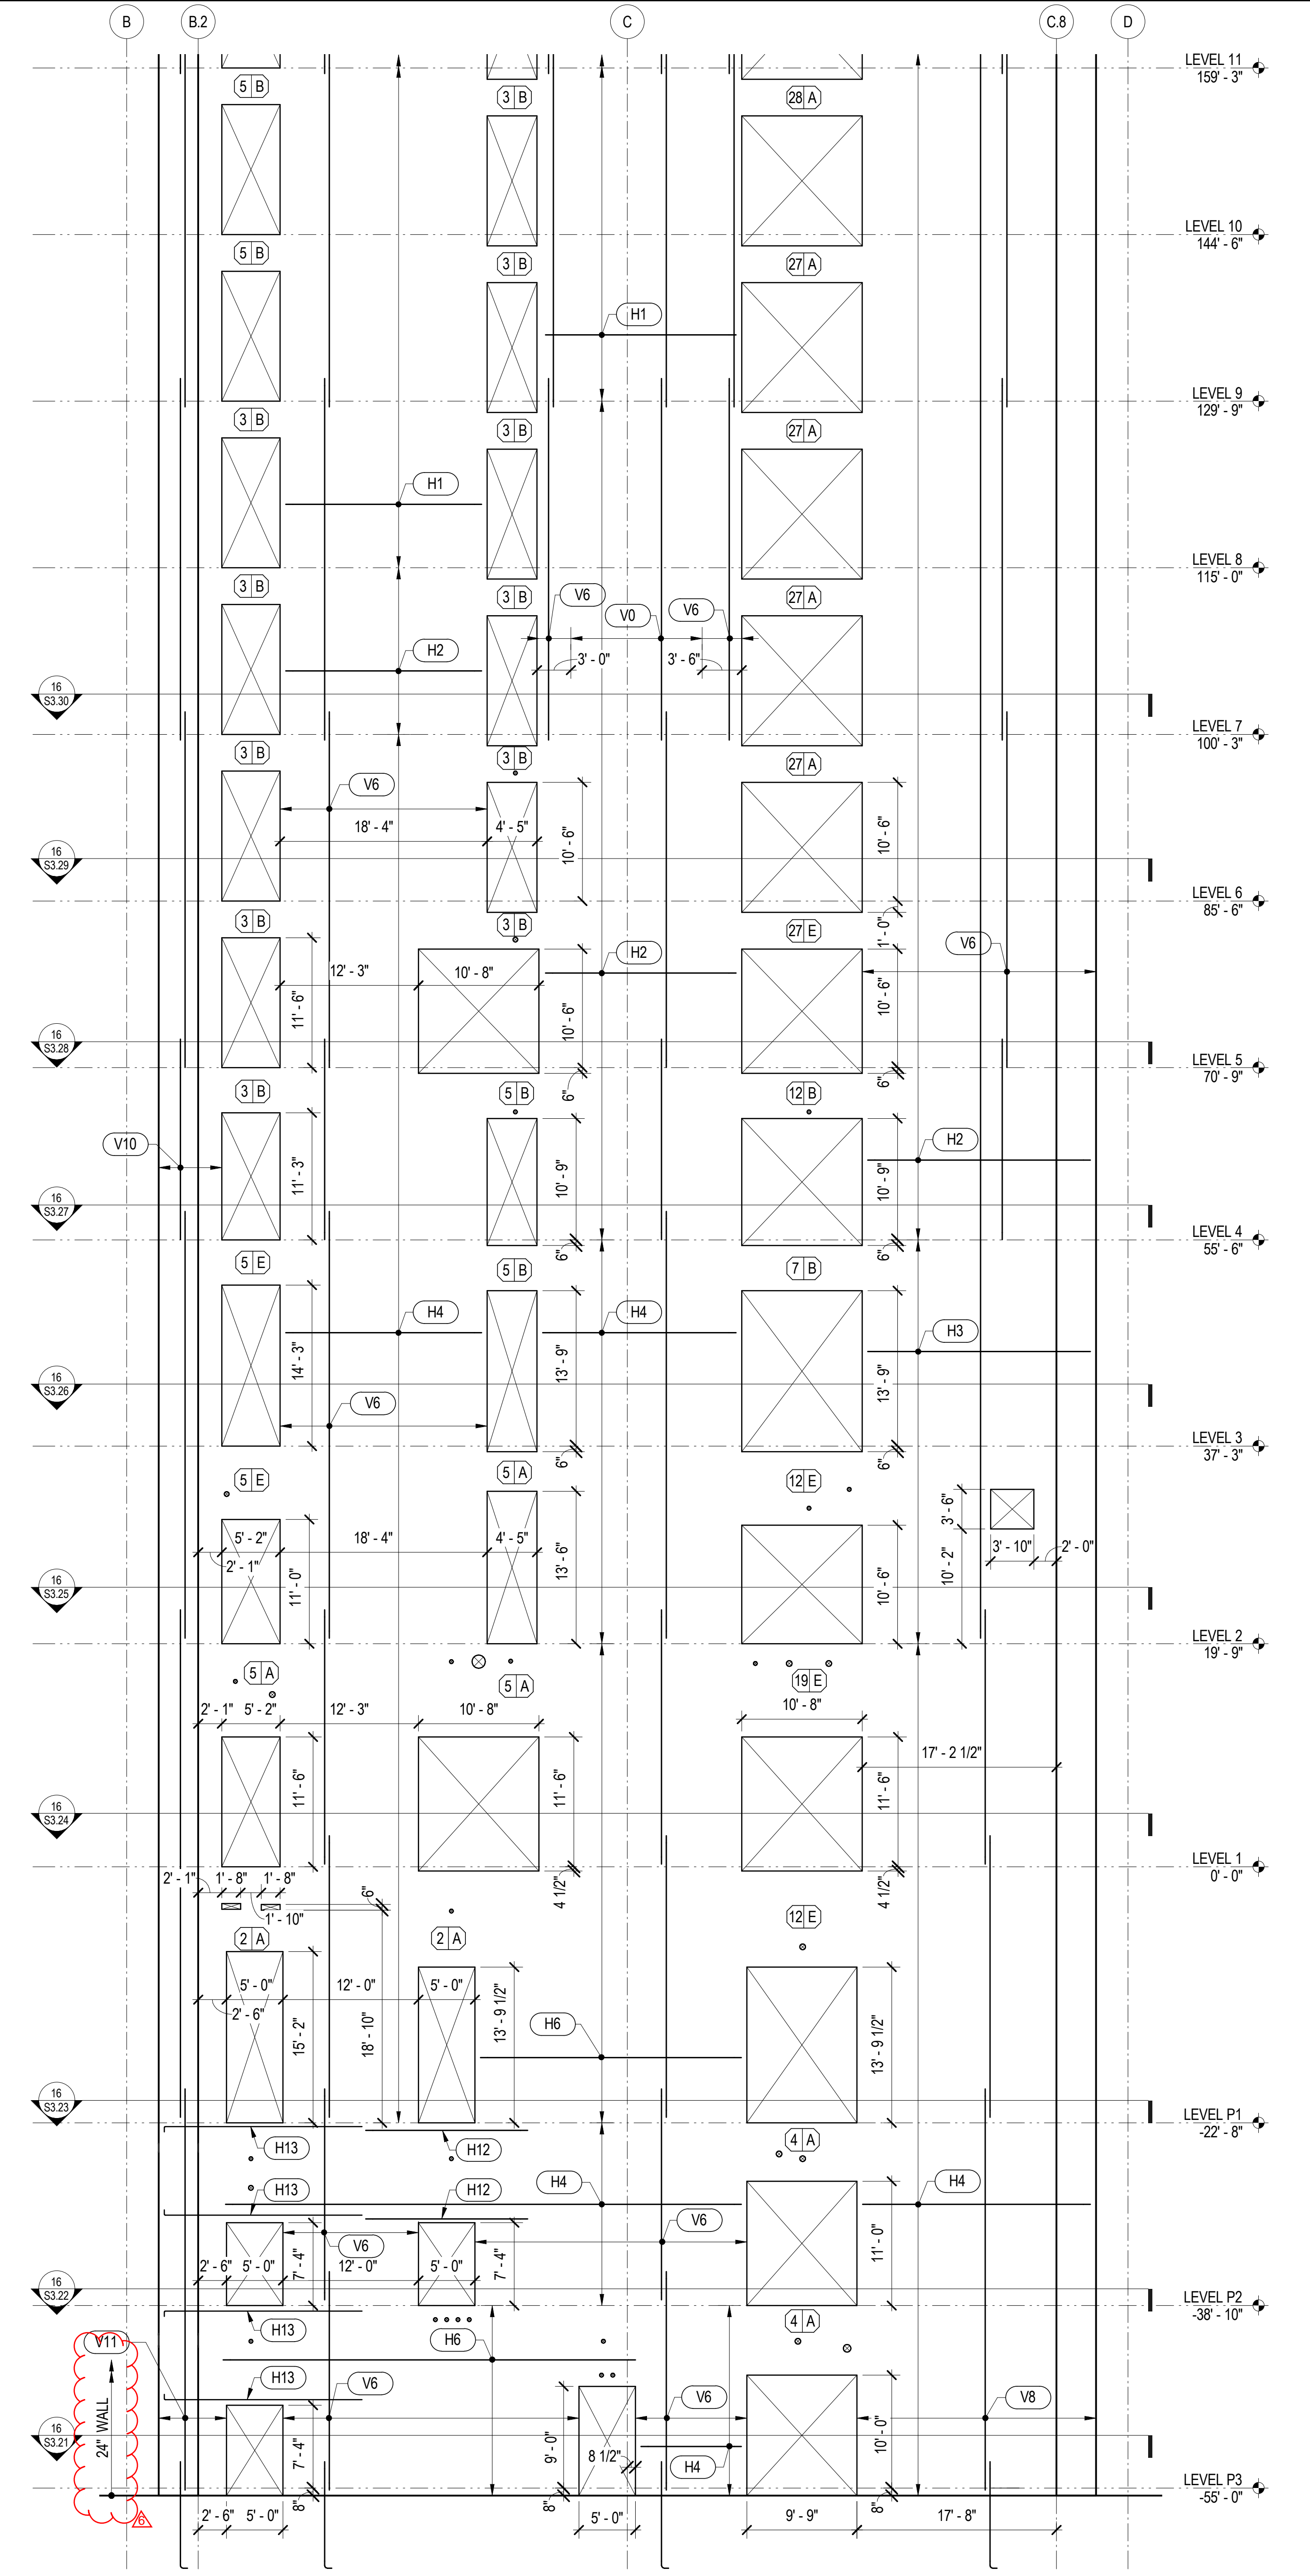 B
B.2
C
C.8
D
LEVEL 11
159' - 3"
5 B
3 B
28 A
LEVEL 10
144' - 6"
5 B
3 B
27 A
H1
LEVEL 9
129' - 9"
3 B
3 B
27 A
H1
LEVEL 8
115' - 0"
3 B
3 B
27 A
V6
V0
V6
H2
3' - 0"
3' - 6"
16
S3.30
LEVEL 7
100' - 3"
3 B
3 B
27 A
V6
18' - 4"
4' - 5"
10' - 6"
10' - 6"
16
S3.29
LEVEL 6
85' - 6"
3 B
3 B
27 E
1' - 0"
V6
H2
12' - 3"
10' - 8"
11' - 6"
10' - 6"
10' - 6"
16
S3.28
LEVEL 5
70' - 9"
6"
6"
3 B
5 B
12 B
V10
H2
11' - 3"
10' - 9"
10' - 9"
16
S3.27
LEVEL 4
55' - 6"
6"
6"
5 E
5 B
7 B
H4
H4
H3
14' - 3"
13' - 9"
13' - 9"
16
S3.26
V6
LEVEL 3
37' - 3"
6"
6"
5 E
5 A
12 E
3' - 6"
5' - 2"
18' - 4"
4' - 5"
2' - 1"
11' - 0"
13' - 6"
10' - 6"
10' - 2"
3' - 10"
2' - 0"
16
S3.25
LEVEL 2
19' - 9"
5 A
5 A
19 E
2' - 1"
5' - 2"
12' - 3"
10' - 8"
10' - 8"
17' - 2 1/2"
11' - 6"
11' - 6"
11' - 6"
16
S3.24
LEVEL 1
0' - 0"
2' - 1"
1' - 8"
1' - 8"
1' - 10"
6"
4 1/2"
4 1/2"
2 A
2 A
12 E
5' - 0"
12' - 0"
5' - 0"
2' - 6"
15' - 2"
18' - 10"
13' - 9 1/2"
H6
13' - 9 1/2"
16
S3.23
LEVEL P1
-22' - 8"
H13
H12
4 A
H13
H12
H4
H4
V6
V6
2' - 6"
5' - 0"
7' - 4"
12' - 0"
5' - 0"
7' - 4"
11' - 0"
16
S3.22
LEVEL P2
-38' - 10"
H13
H6
4 A
V11
H13
V6
V6
V8
24" WALL
16
S3.21
7' - 4"
9' - 0"
8 1/2"
H4
10' - 0"
LEVEL P3
-55' - 0"
8"
8"
8"
6
2' - 6"
5' - 0"
5' - 0"
9' - 9"
17' - 8"